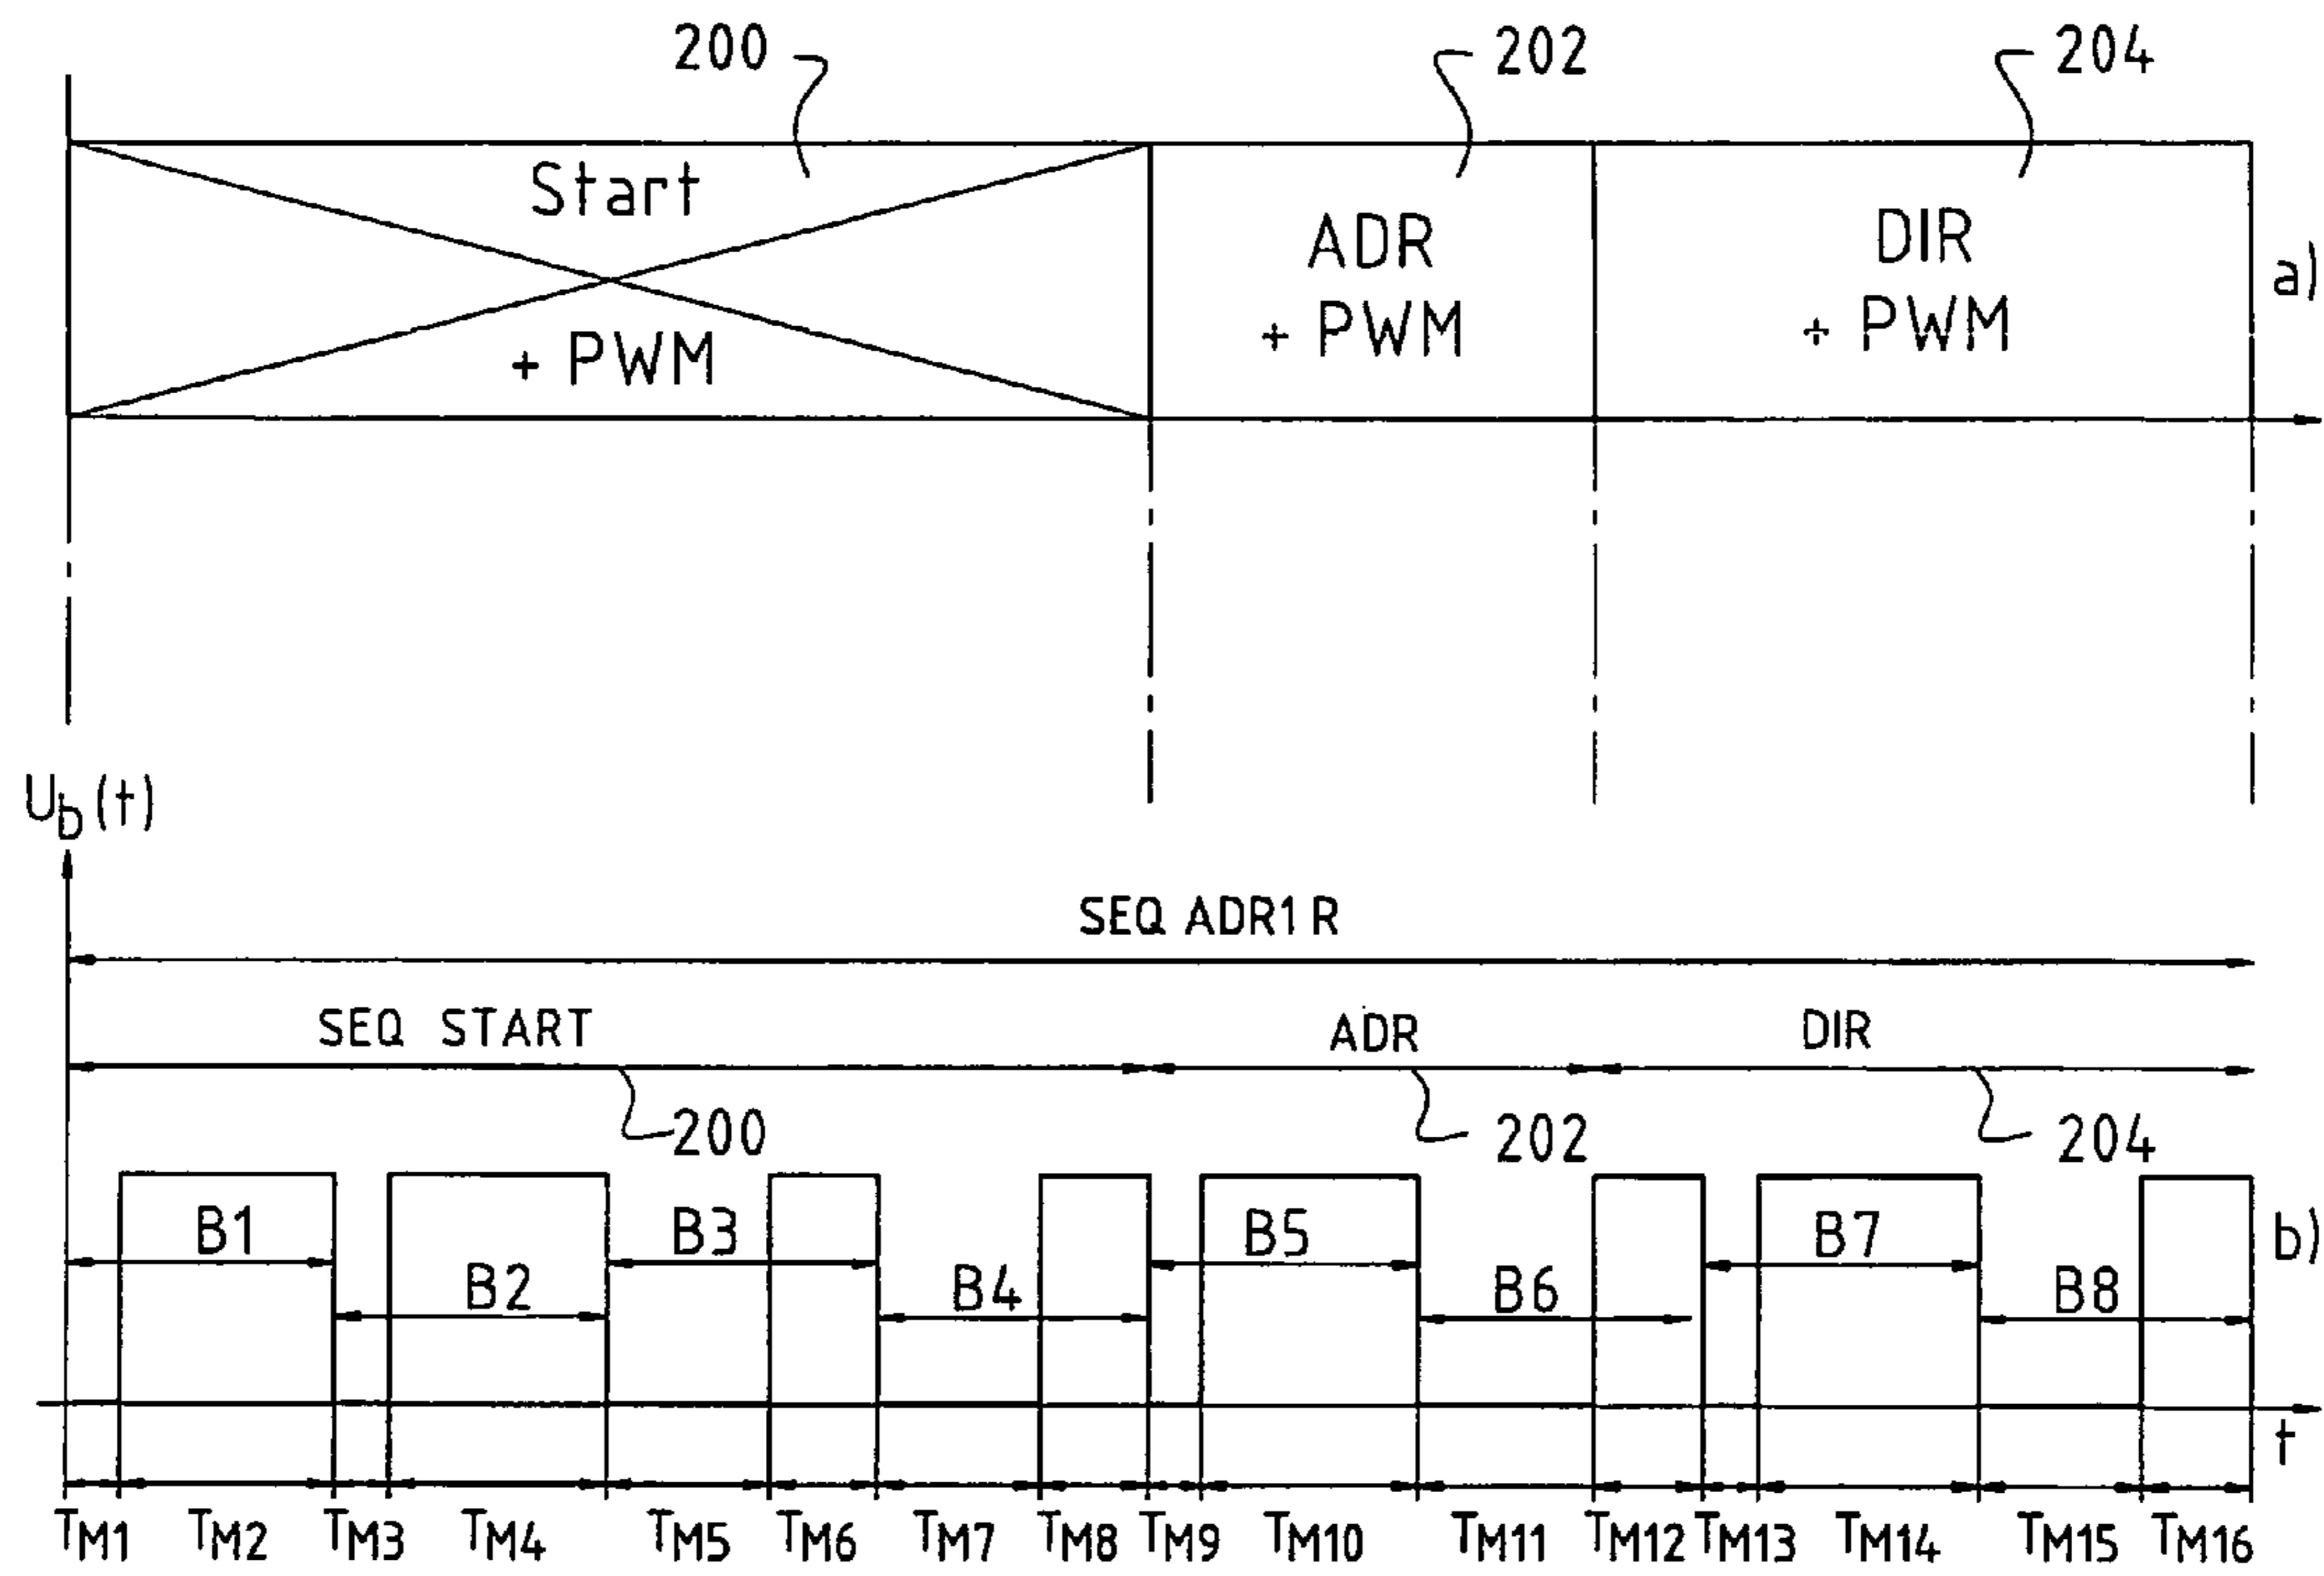 200 202 204
Start
+ PWM
ADR
+ PWM
DIR
+ PWM
a)
Ub(t)
SEQ ADR1 R
SEQ START ADR DIR
200 202 204
B1 B3 B5 B7
B2 B4 B6 B8
b)
t
TM1 TM2 TM3 TM4 TM5 TM6 TM7 TM8 TM9 TM10 TM11 TM12 TM13 TM14 TM15 TM16